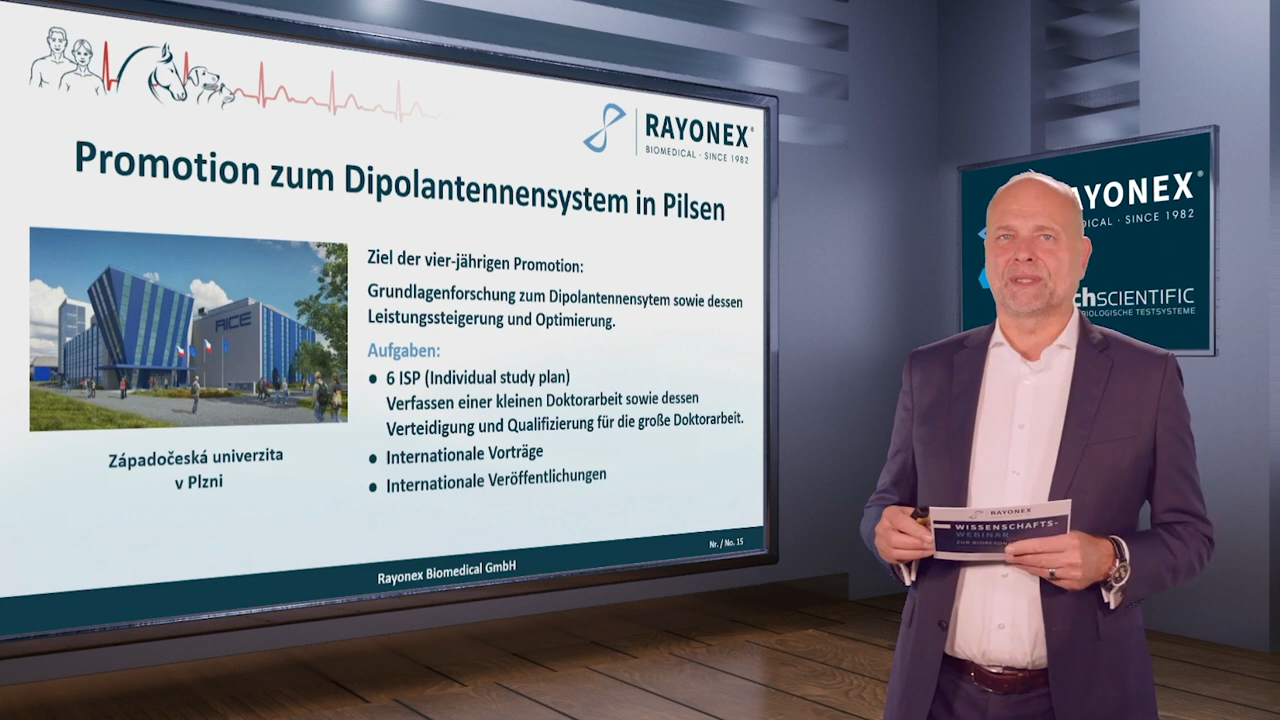 RAYONEX®
BIOMEDICAL · SINCE 1982
Promotion zum Dipolantennensystem in Pilsen
RICE
Západočeská univerzita
v Plzni
Ziel der vier-jährigen Promotion:
Grundlagenforschung zum Dipolantennensytem sowie dessen
Leistungssteigerung und Optimierung.
Aufgaben:
● 6 ISP (Individual study plan)
Verfassen einer kleinen Doktorarbeit sowie dessen
Verteidigung und Qualifizierung für die große Doktorarbeit.
● Internationale Vorträge
● Internationale Veröffentlichungen
Nr. / No. 15
Rayonex Biomedical GmbH
AYONEX®
DICAL · SINCE 1982
chSCIENTIFIC
BIOLOGISCHE TESTSYSTEME
RAYONEX
WISSENSCHAFTS-
WEBINAR